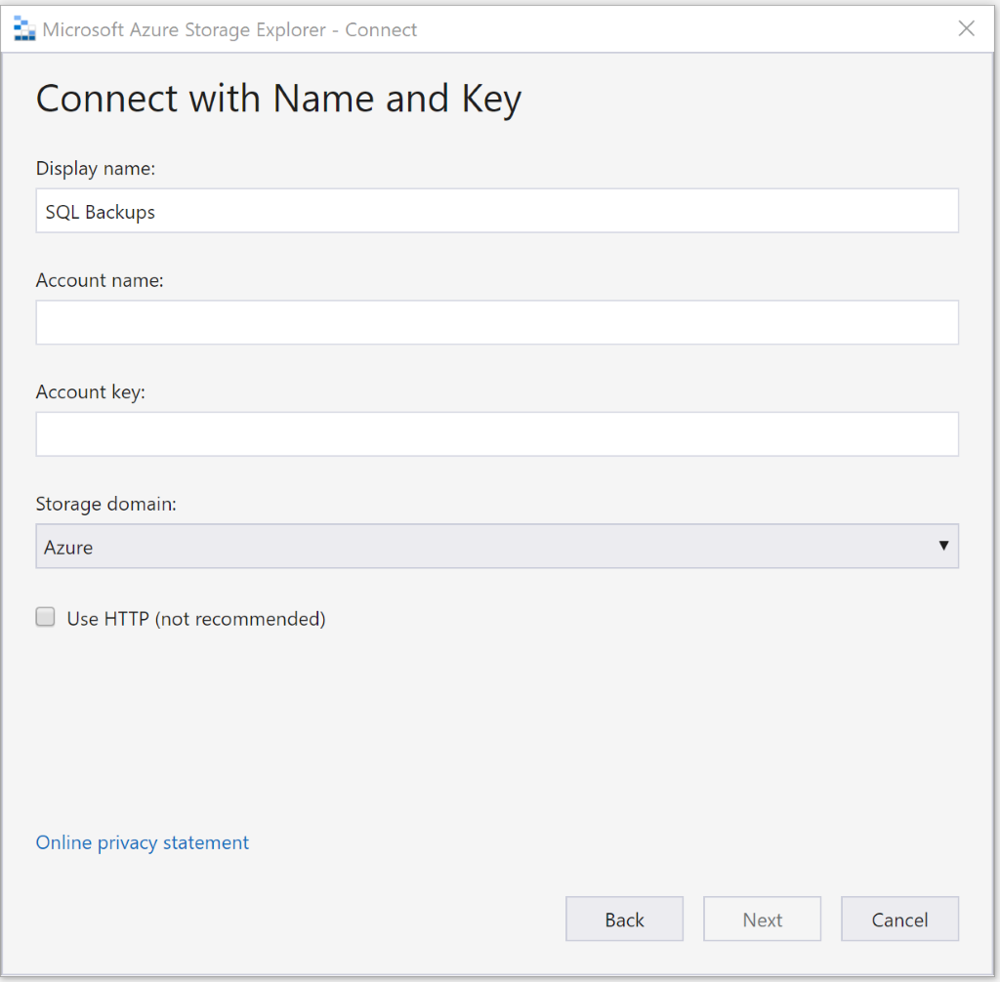 Microsoft Azure Storage Explorer - Connect
Connect with Name and Key
Display name:
SQL Backups
Account name:
Account key:
Storage domain:
Azure
Use HTTP (not recommended)
Online privacy statement
Back Next Cancel